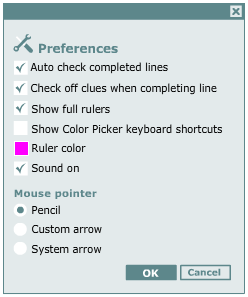 Preferences
Auto check completed lines
Check off clues when completing line
Show full rulers
Show Color Picker keyboard shortcuts
Ruler color
Sound on
Mouse pointer
Pencil
Custom arrow
System arrow
OK Cancel